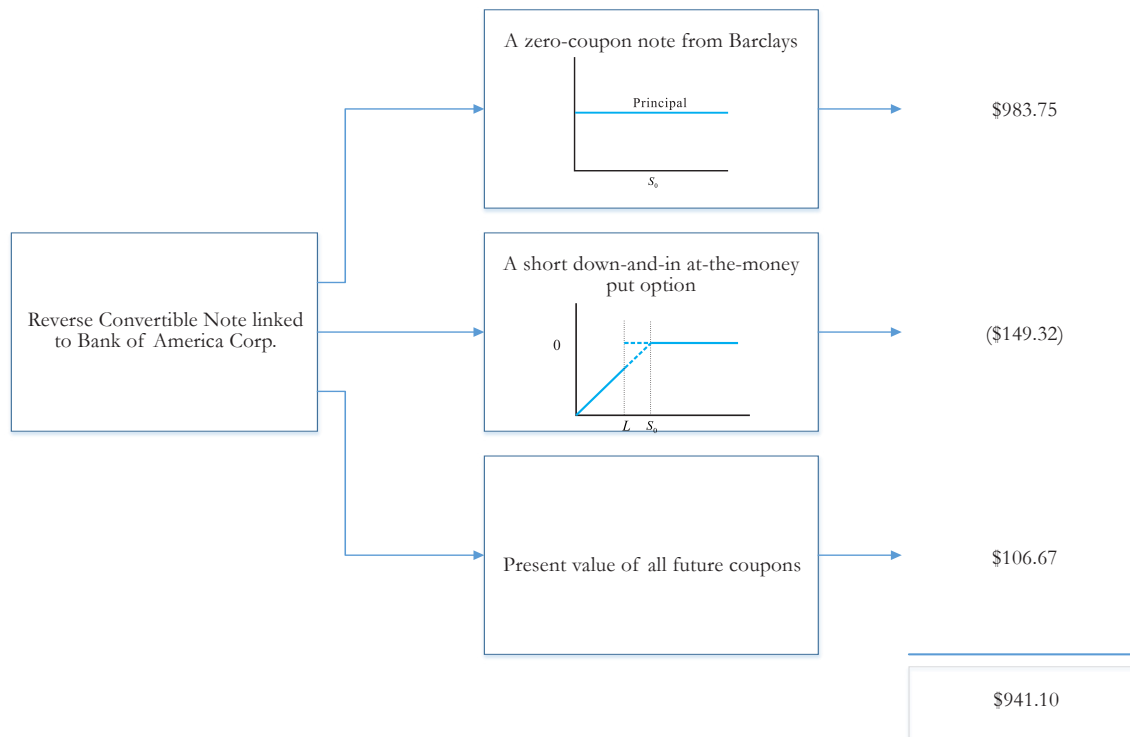 A zero-coupon note from Barclays
Principal
S₀
$983.75
Reverse Convertible Note linked
to Bank of America Corp.
A short down-and-in at-the-money
put option
0
L S₀
($149.32)
Present value of all future coupons
$106.67
$941.10